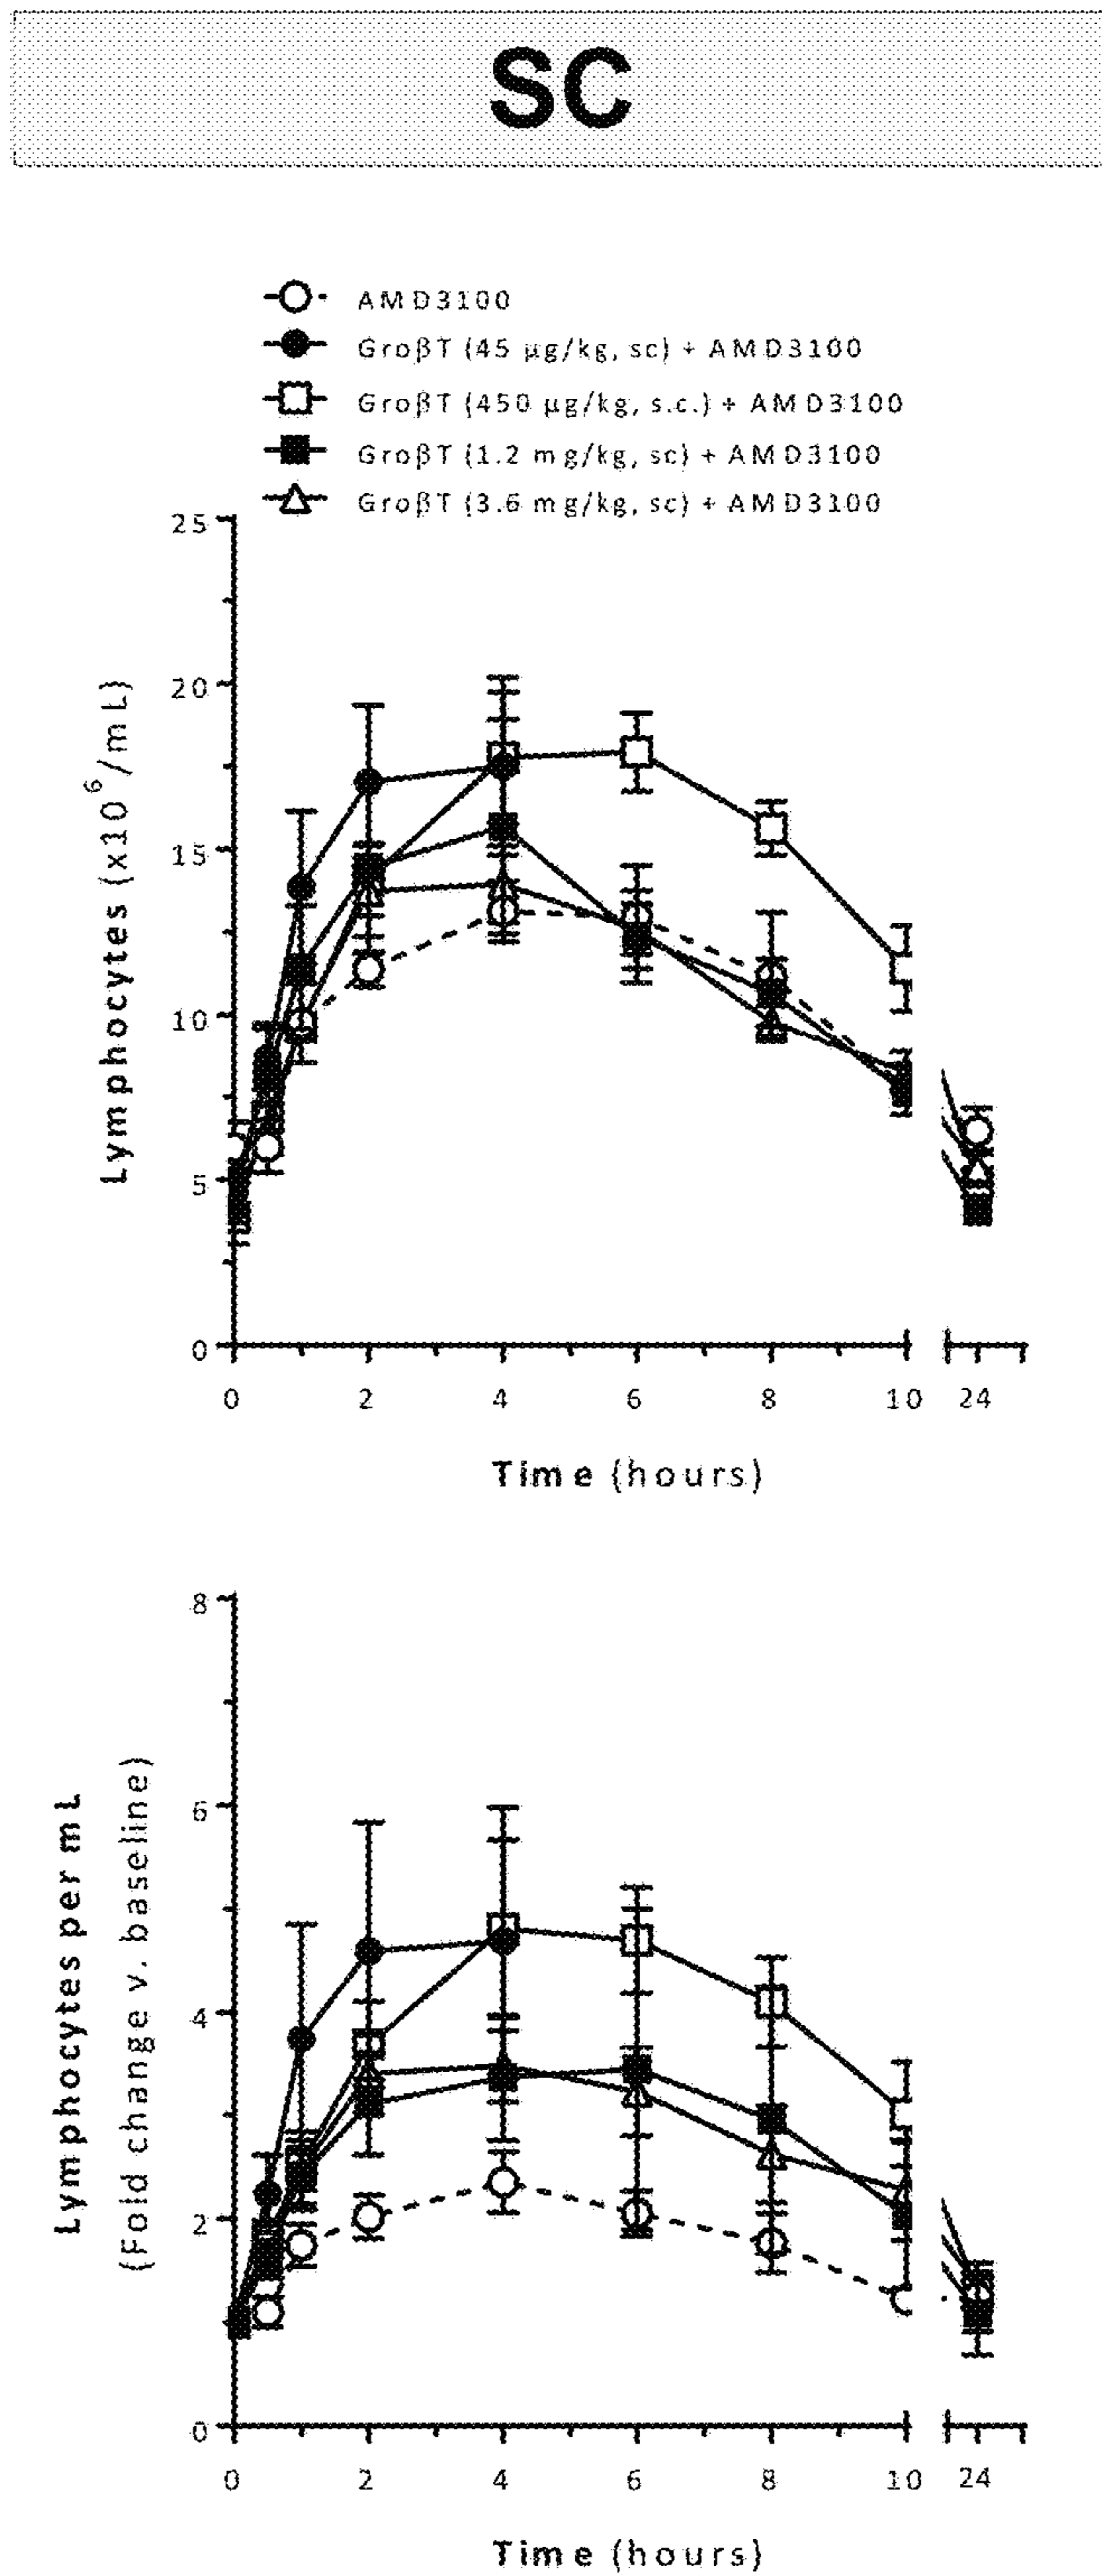 SC
AMD3100
GroβT (45 µg/kg, sc) + AMD3100
GroβT (450 µg/kg, s.c.) + AMD3100
GroβT (1.2 mg/kg, sc) + AMD3100
GroβT (3.6 mg/kg, sc) + AMD3100
25
20
15
10
5
0
Lymphocytes (x10⁶/mL)
0 2 4 6 8 10 24
Time (hours)
8
6
4
2
0
Lymphocytes per mL
(Fold change v. baseline)
0 2 4 6 8 10 24
Time (hours)